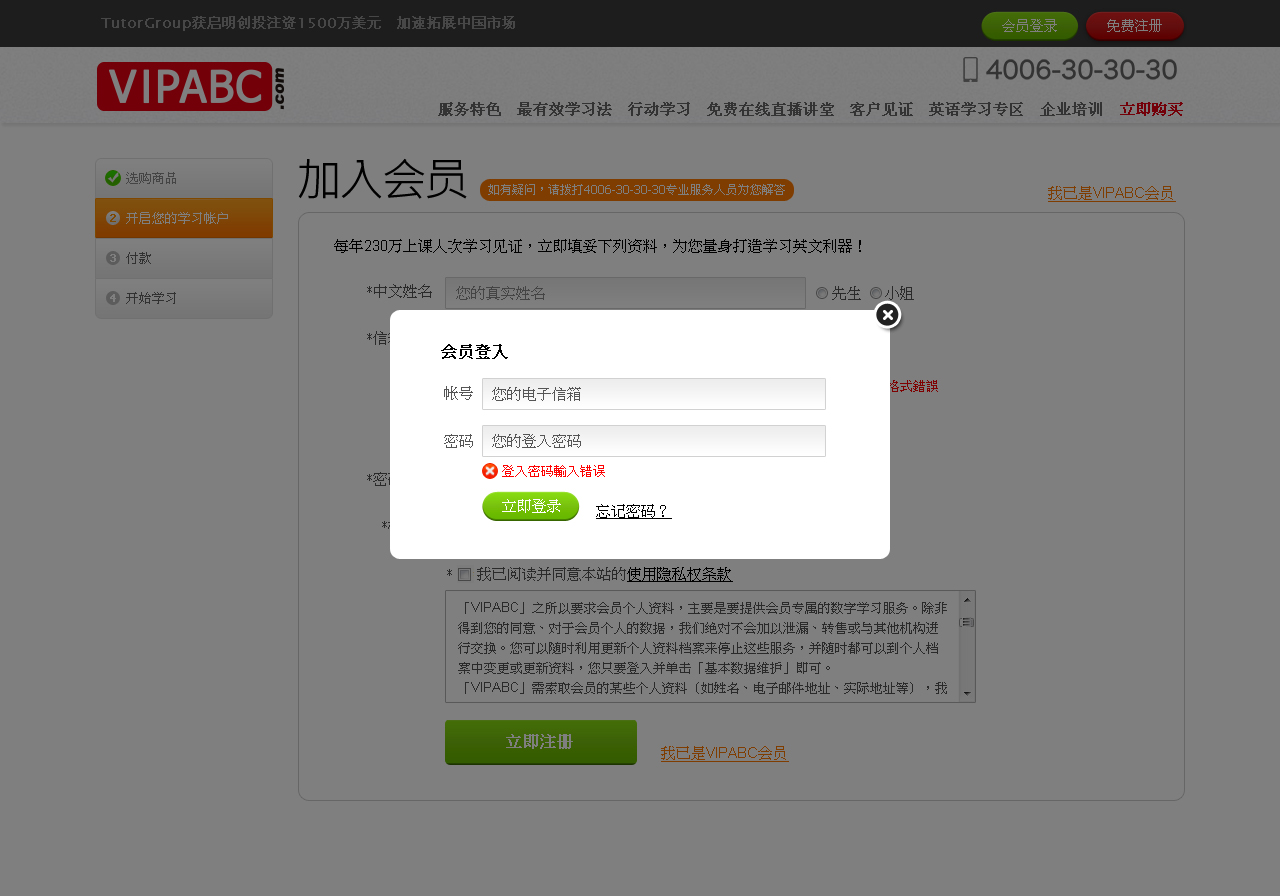 TutorGroup获启明创投注资1500万美元 加速拓展中国市场
会员登录 免费注册
VIPABC.com
4006-30-30-30
服务特色 最有效学习法 行动学习 免费在线直播讲堂 客户见证 英语学习专区 企业培训 立即购买
选购商品
2 开启您的学习帐户
3 付款
4 开始学习
加入会员 如有疑问，请拨打4006-30-30-30专业服务人员为您解答 我已是VIPABC会员
每年230万上课人次学习见证，立即填妥下列资料，为您量身打造学习英文利器！
*中文姓名 您的真实姓名 先生 小姐
*信
会员登入
帐号 您的电子信箱
格式錯誤
密码 您的登入密码
登入密码輸入错误
*密
立即登录 忘记密码？
*
* 我已阅读并同意本站的使用隐私权条款
「VIPABC」之所以要求会员个人资料，主要是要提供会员专属的数字学习服务。除非
得到您的同意、对于会员个人的数据，我们绝对不会加以泄漏、转售或与其他机构进
行交换。您可以随时利用更新个人资料档案来停止这些服务，并随时都可以到个人档
案中变更或更新资料，您只要登入并单击「基本数据维护」即可。
「VIPABC」需索取会员的某些个人资料（如姓名、电子邮件地址、实际地址等），我
立即注册 我已是VIPABC会员